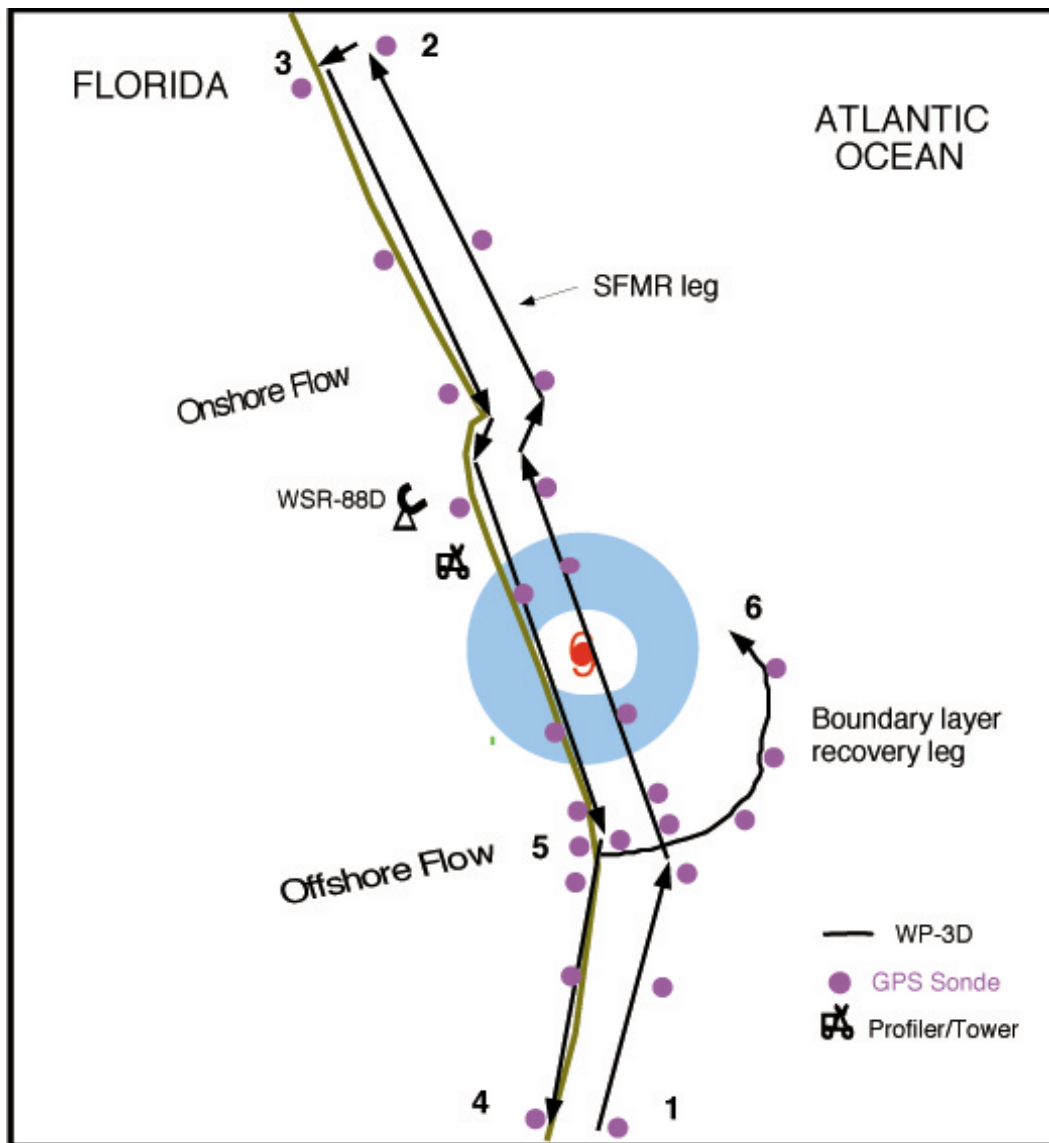 3
2
FLORIDA
ATLANTIC
OCEAN
SFMR leg
Onshore Flow
WSR-88D
6
Boundary layer
recovery leg
5
Offshore Flow
WP-3D
GPS Sonde
Profiler/Tower
4
1